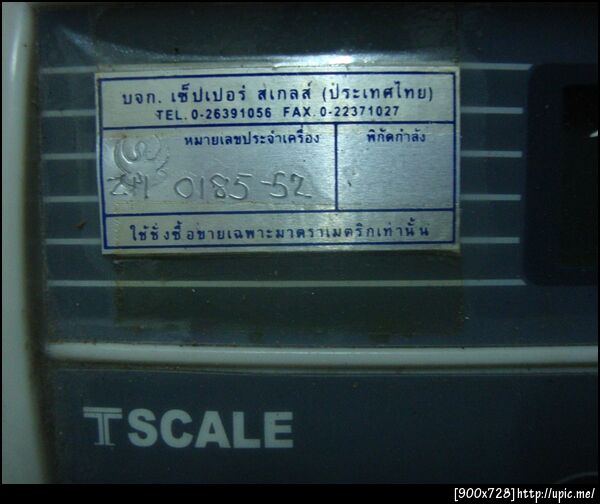 บจก. เซ็ปเปอร์ สเกลส์ (ประเทศไทย)
TEL. 0-26391056 FAX. 0-22371027
หมายเลขประจำเครื่อง พิกัดกำลัง
0185-52
ใช้ชั่งซื้อขายเฉพาะมาตราเมตริกเท่านั้น
TSCALE
[900x728]http://upic.me/